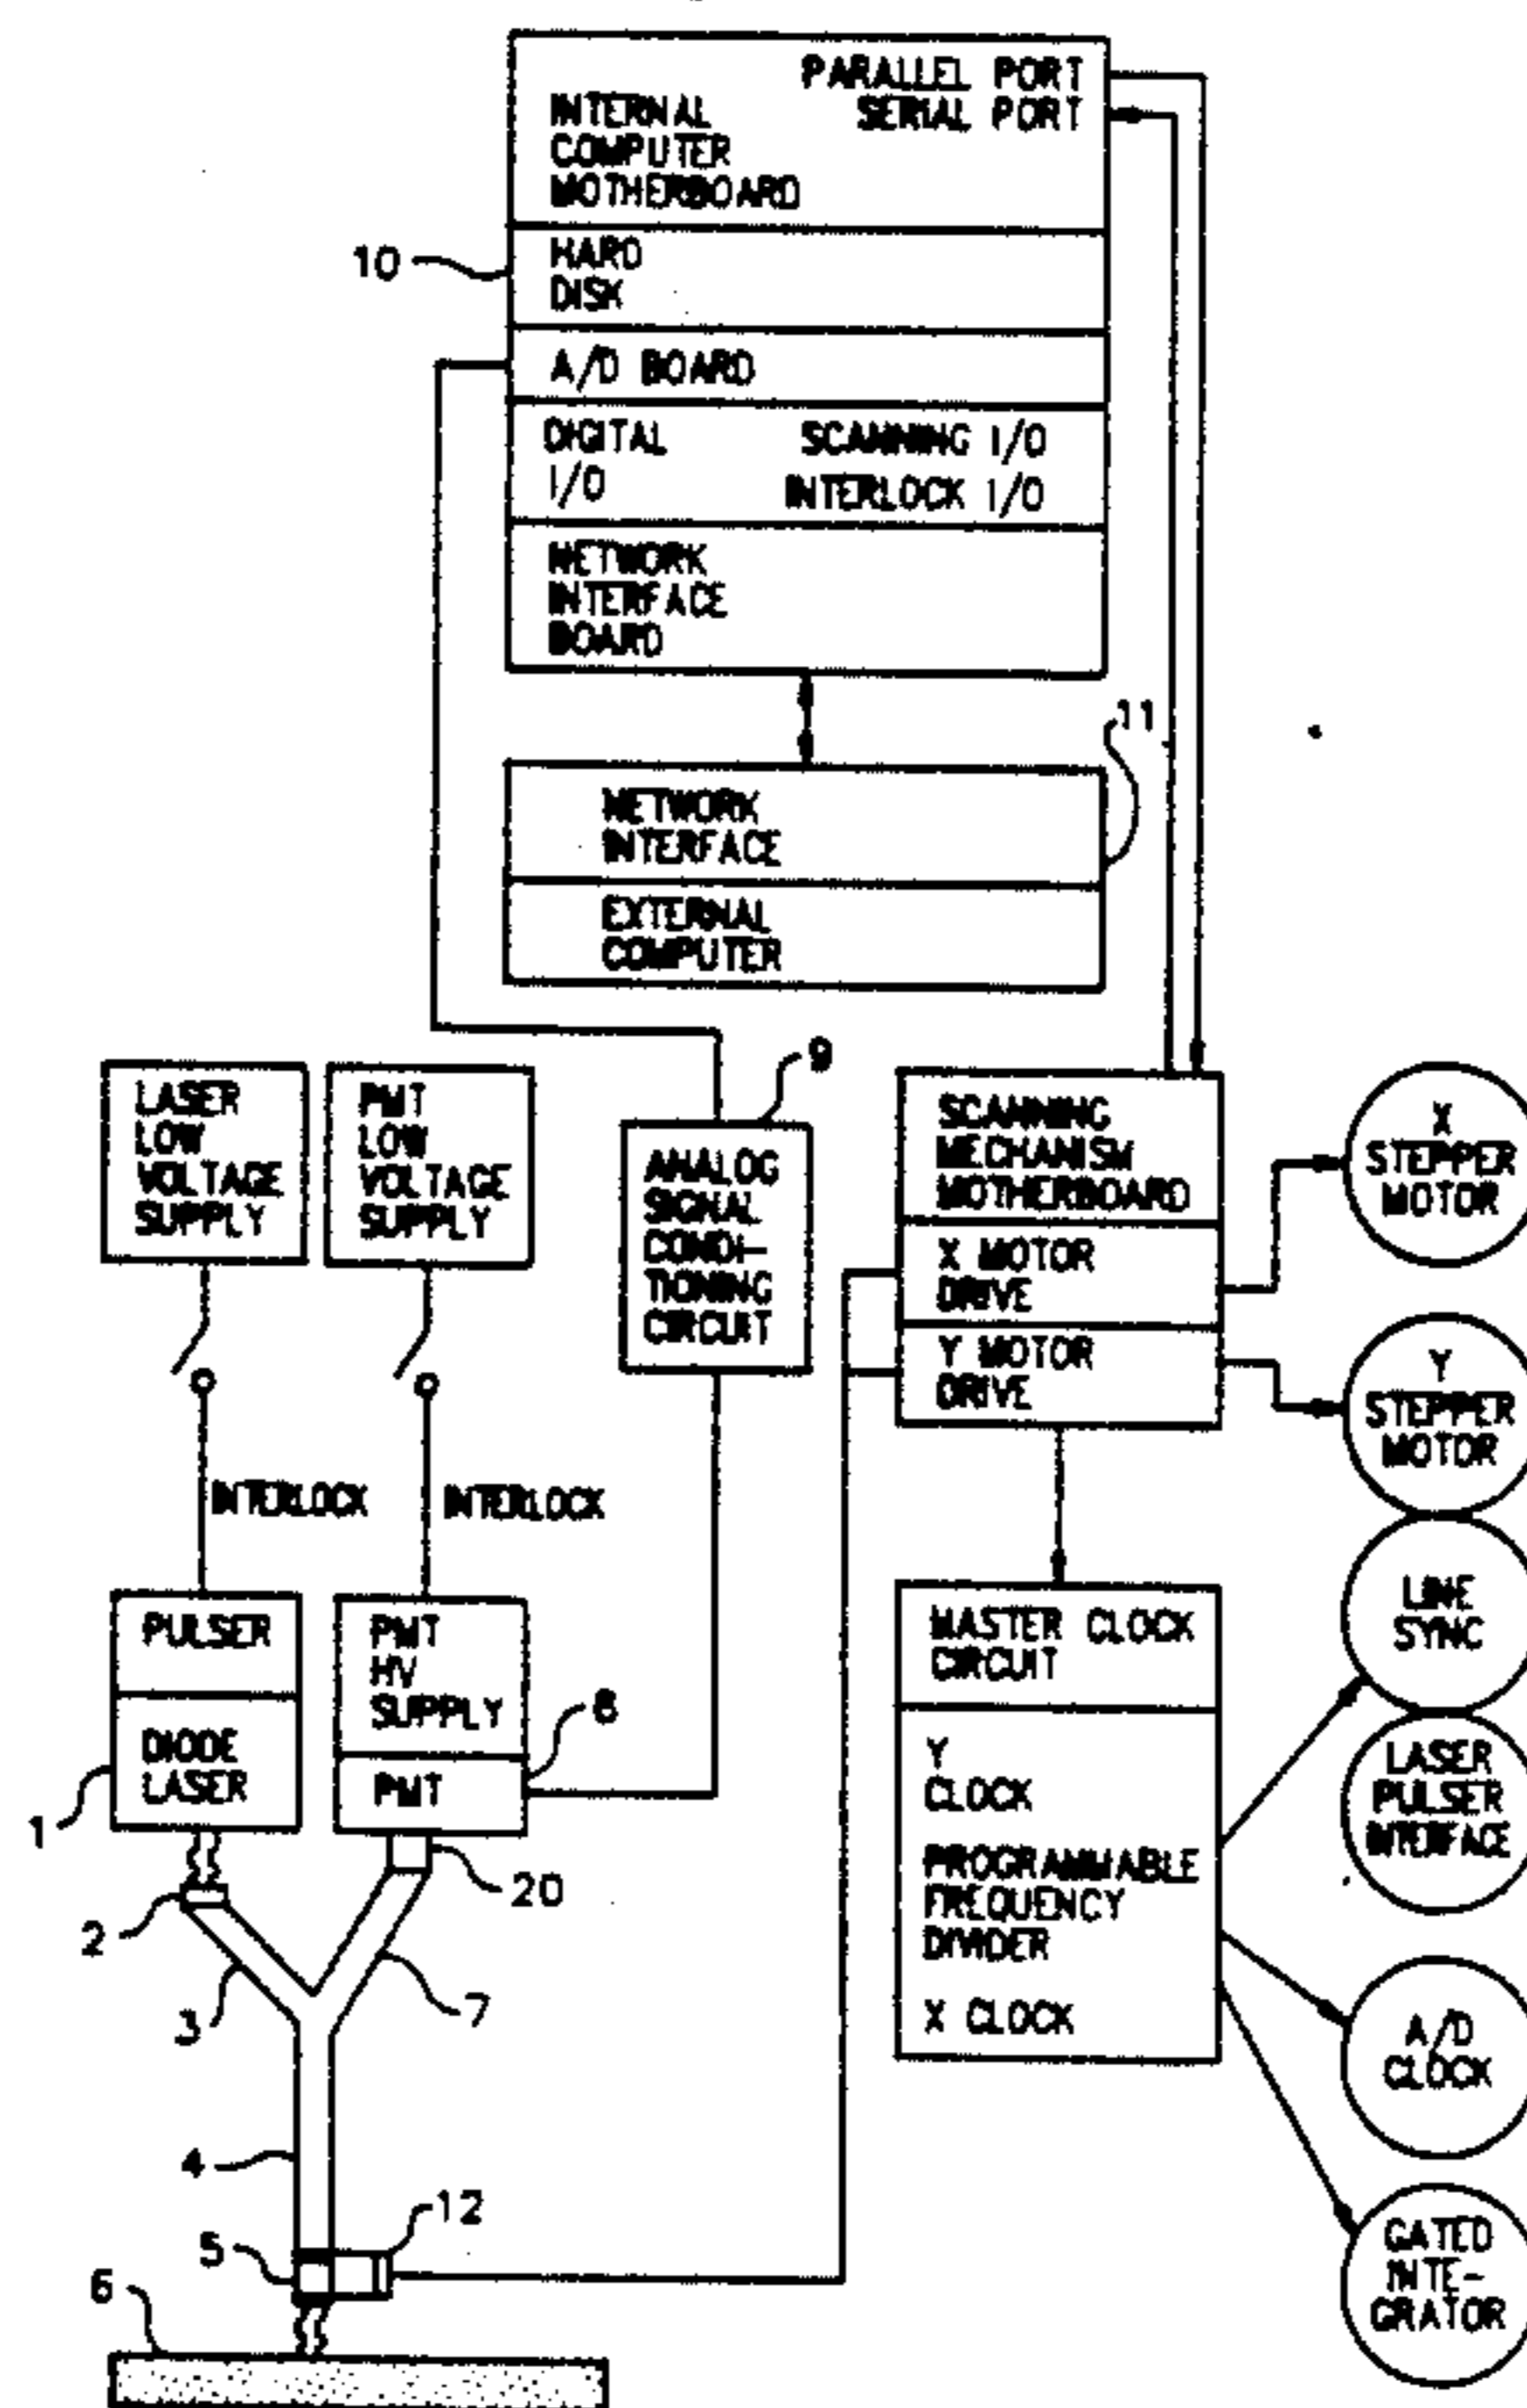 PARALLEL PORT
SERIAL PORT
INTERNAL
COMPUTER
MOTHERBOARD
10
HARD
DISK
A/D BOARD
DIGITAL
I/O
SCANNING I/O
INTERLOCK I/O
NETWORK
INTERFACE
BOARD
11
NETWORK
INTERFACE
EXTERNAL
COMPUTER
LASER
LOW
VOLTAGE
SUPPLY
PMT
LOW
VOLTAGE
SUPPLY
9
ANALOG
SIGNAL
CONDI-
TIONING
CIRCUIT
SCANNING
MECHANISM
MOTHERBOARD
X MOTOR
DRIVE
Y MOTOR
DRIVE
X
STEPPER
MOTOR
Y
STEPPER
MOTOR
INTERLOCK
INTERLOCK
PULSER
DIODE
LASER
1
PMT
HV
SUPPLY
PMT
8
20
2
3
7
4
12
5
6
MASTER CLOCK
CIRCUIT
Y
CLOCK
PROGRAMMABLE
FREQUENCY
DIVIDER
X CLOCK
LINE
SYNC
LASER
PULSER
INTERFACE
A/D
CLOCK
GATED
INTE-
GRATOR